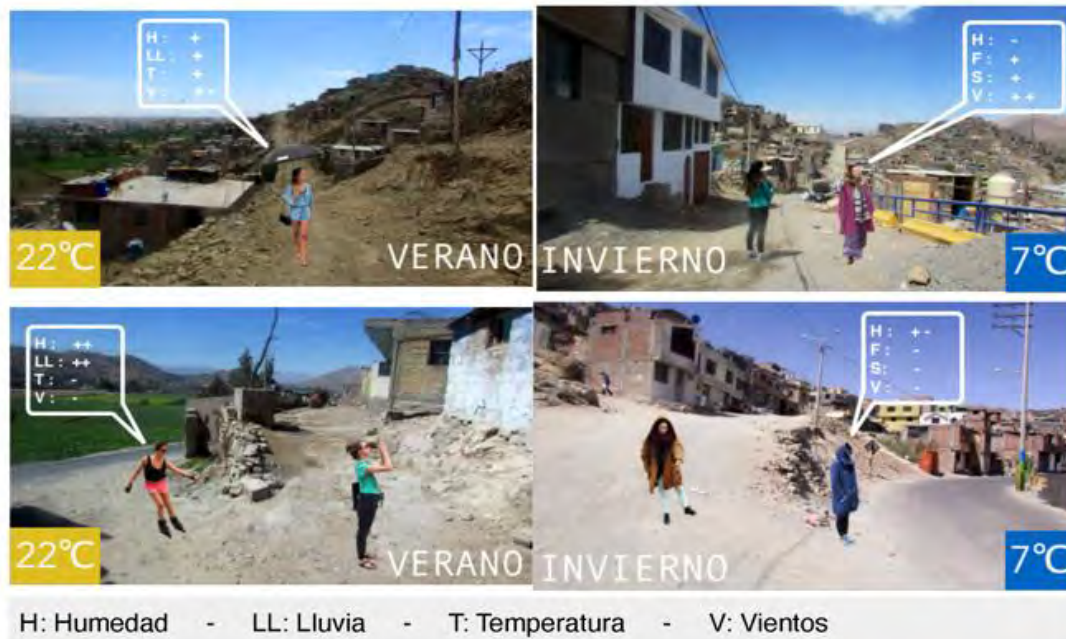 H : +
LL : +
T : +
V : + -
22℃
VERANO
H : -
F : +
S : +
V : + +
INVIERNO
7℃
H : ++
LL : ++
T : -
V : -
22℃
VERANO
H : + -
F : -
S : -
V : -
INVIERNO
7℃
H: Humedad - LL: Lluvia - T: Temperatura - V: Vientos